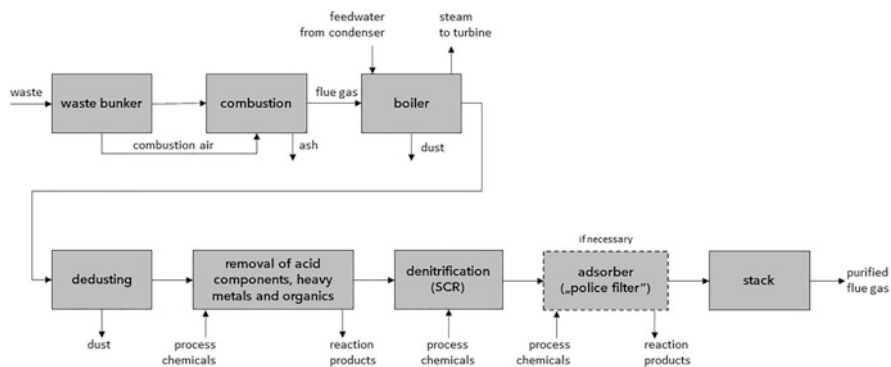 feedwater
from condenser
steam
to turbine
waste
waste bunker
combustion
flue gas
boiler
combustion air
ash
dust
if necessary
dedusting
removal of acid
components, heavy
metals and organics
denitrification
(SCR)
adsorber
(„police filter“)
stack
purified
flue gas
dust
process
chemicals
reaction
products
process
chemicals
process
chemicals
reaction
products